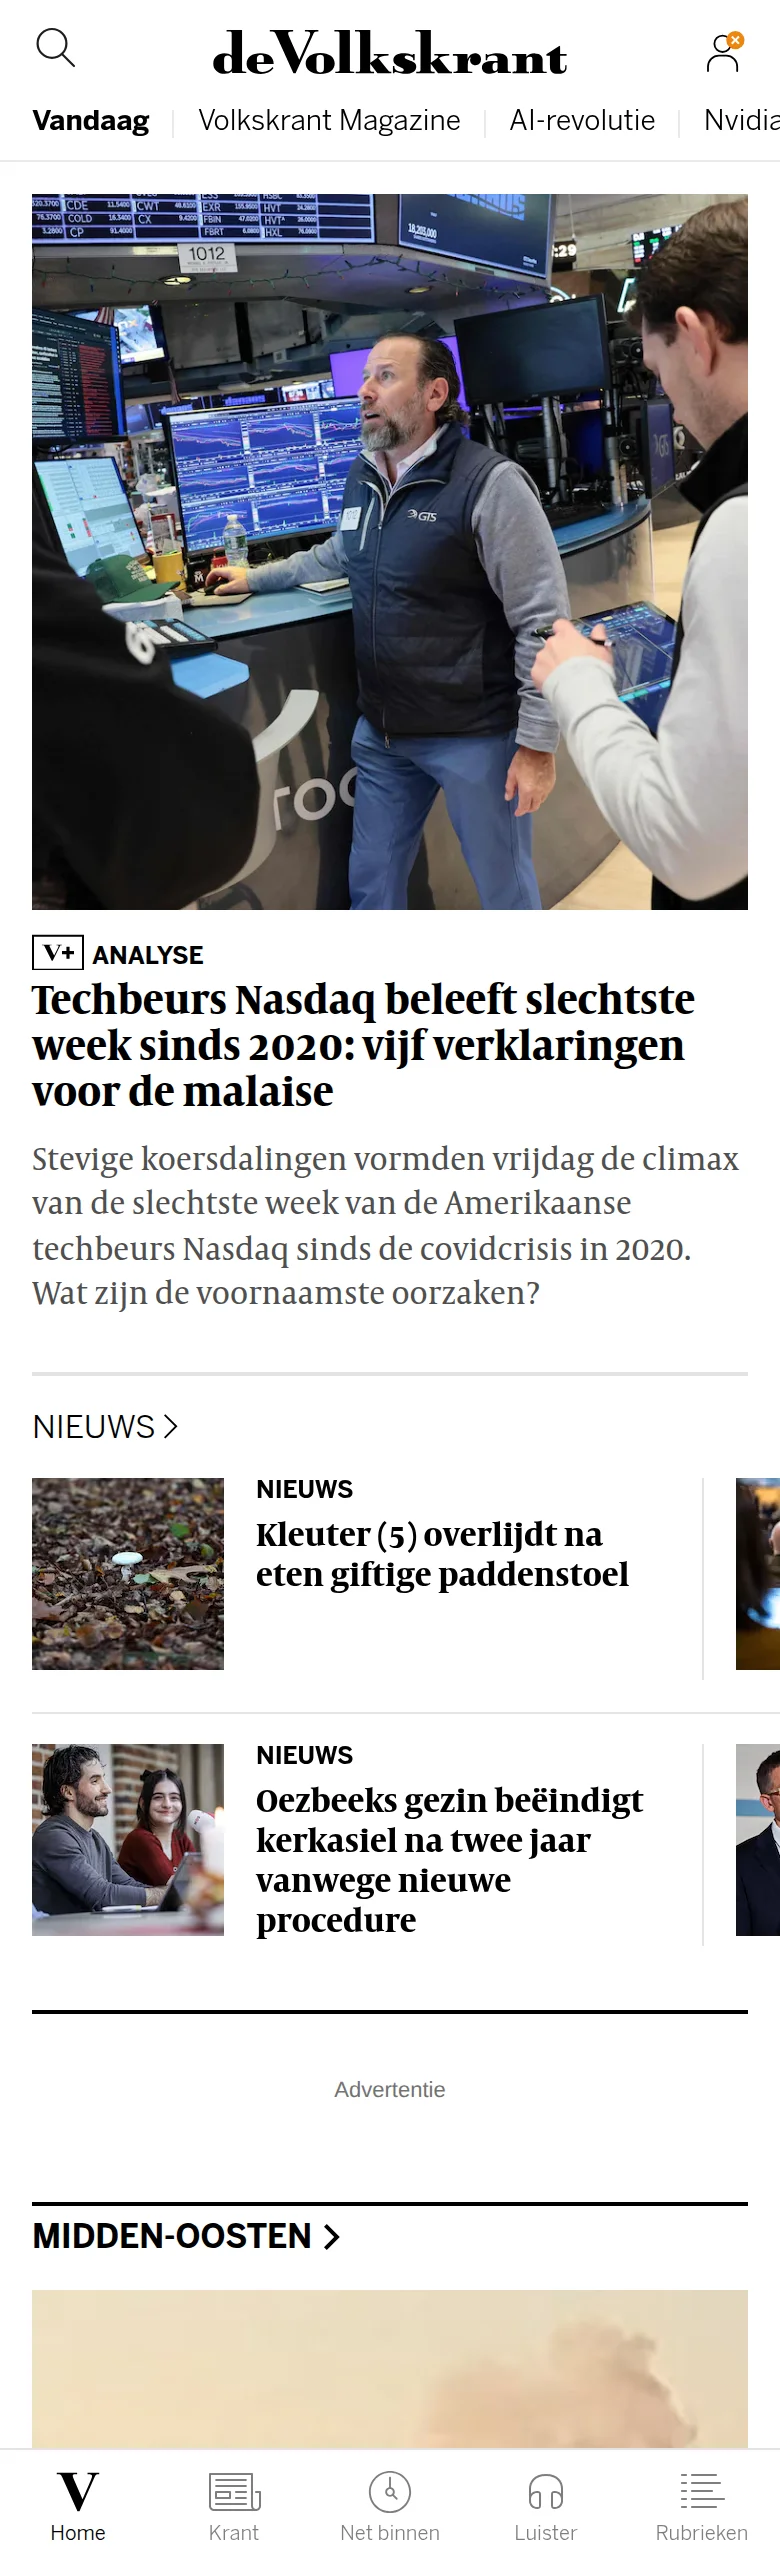 deVolkskrant
Vandaag
Volkskrant Magazine
AI-revolutie
1012
GTS
V+ ANALYSE
Techbeurs Nasdaq beleeft slechtste
week sinds 2020: vijf verklaringen
voor de malaise
Stevige koersdalingen vormden vrijdag de climax
van de slechtste week van de Amerikaanse
techbeurs Nasdaq sinds de covidcrisis in 2020.
Wat zijn de voornaamste oorzaken?
NIEUWS
NIEUWS
Kleuter (5) overlijdt na
eten giftige paddenstoel
NIEUWS
Oezbeeks gezin beëindigt
kerkasiel na twee jaar
vanwege nieuwe
procedure
Advertentie
MIDDEN-OOSTEN
V
Home
Krant
Net binnen
Luister
Rubrieken